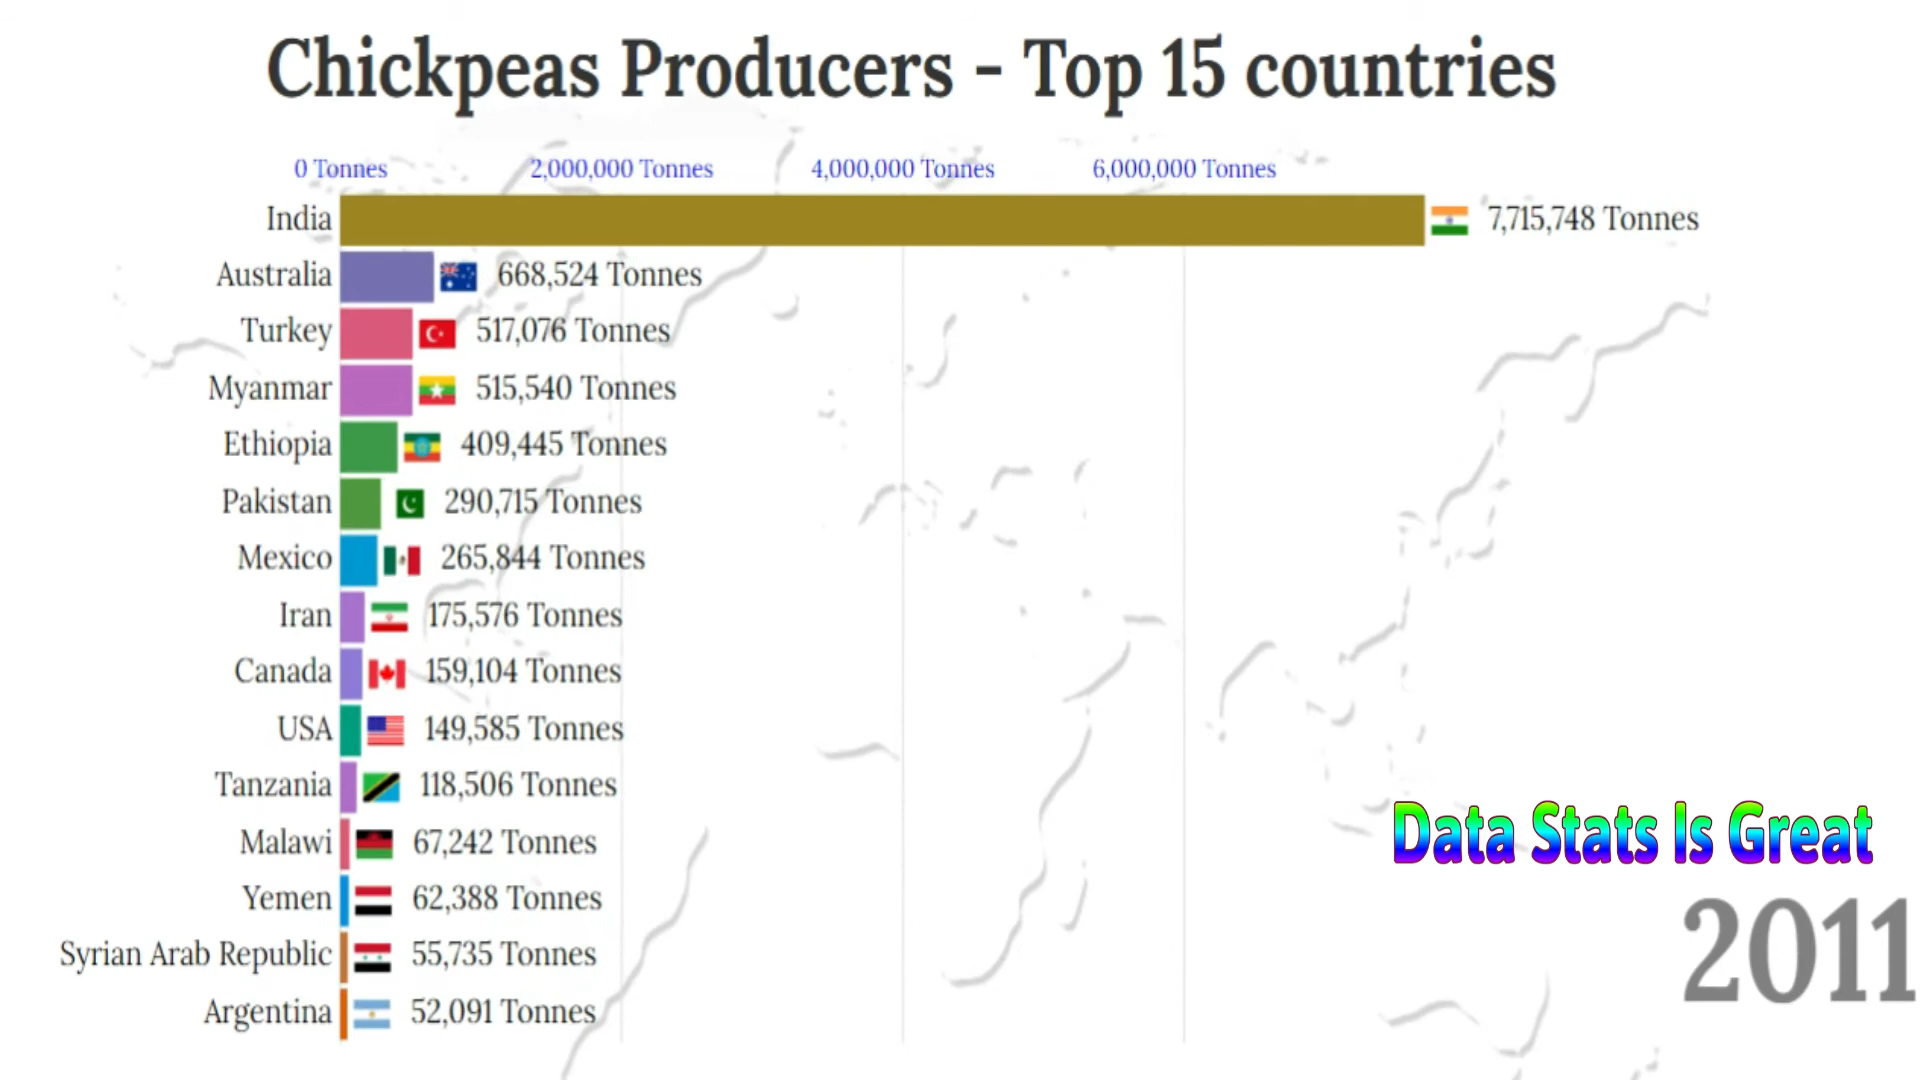 Chickpeas Producers - Top 15 countries
0 Tonnes 2,000,000 Tonnes 4,000,000 Tonnes 6,000,000 Tonnes
India 7,715,748 Tonnes
Australia 668,524 Tonnes
Turkey 517,076 Tonnes
Myanmar 515,540 Tonnes
Ethiopia 409,445 Tonnes
Pakistan 290,715 Tonnes
Mexico 265,844 Tonnes
Iran 175,576 Tonnes
Canada 159,104 Tonnes
USA 149,585 Tonnes
Tanzania 118,506 Tonnes
Malawi 67,242 Tonnes
Yemen 62,388 Tonnes
Syrian Arab Republic 55,735 Tonnes
Argentina 52,091 Tonnes
Data Stats Is Great
2011